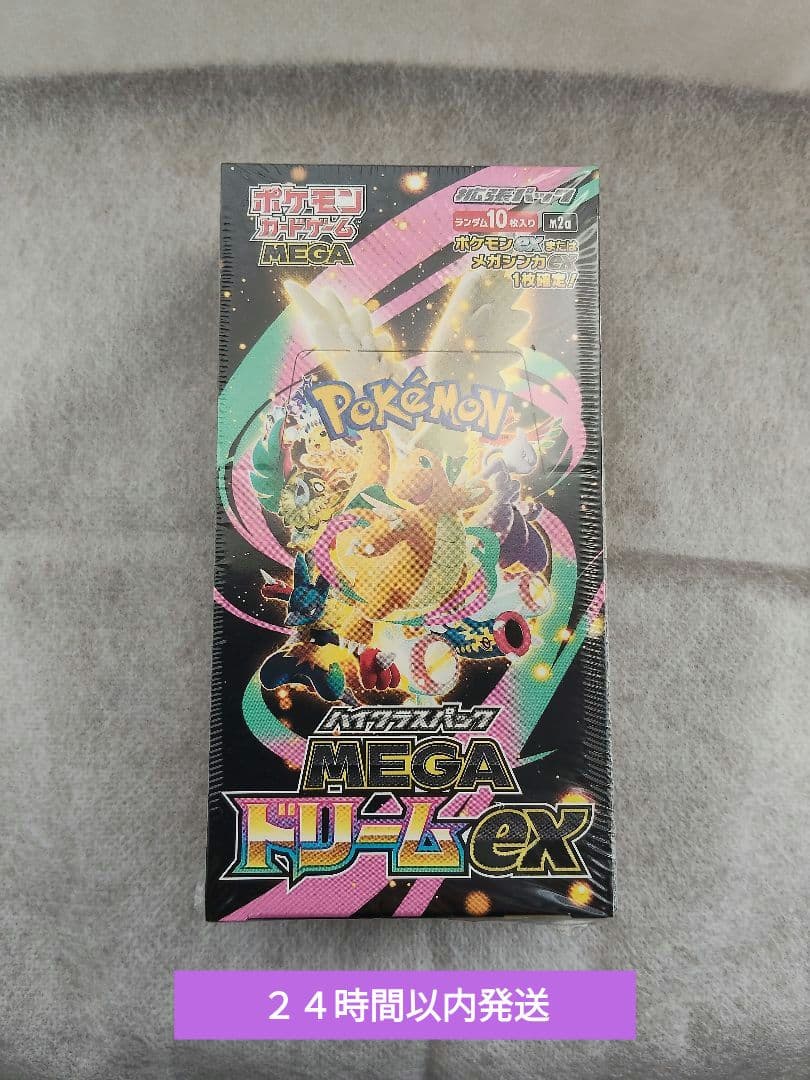 ポケモン
カードゲーム
MEGA
拡張パック
ランダム10枚入り m2a
ポケモンexまたは
メガシンカex
1枚確定!
POKéMON
ハイクラスパック
MEGA
ドリームex
24時間以内発送